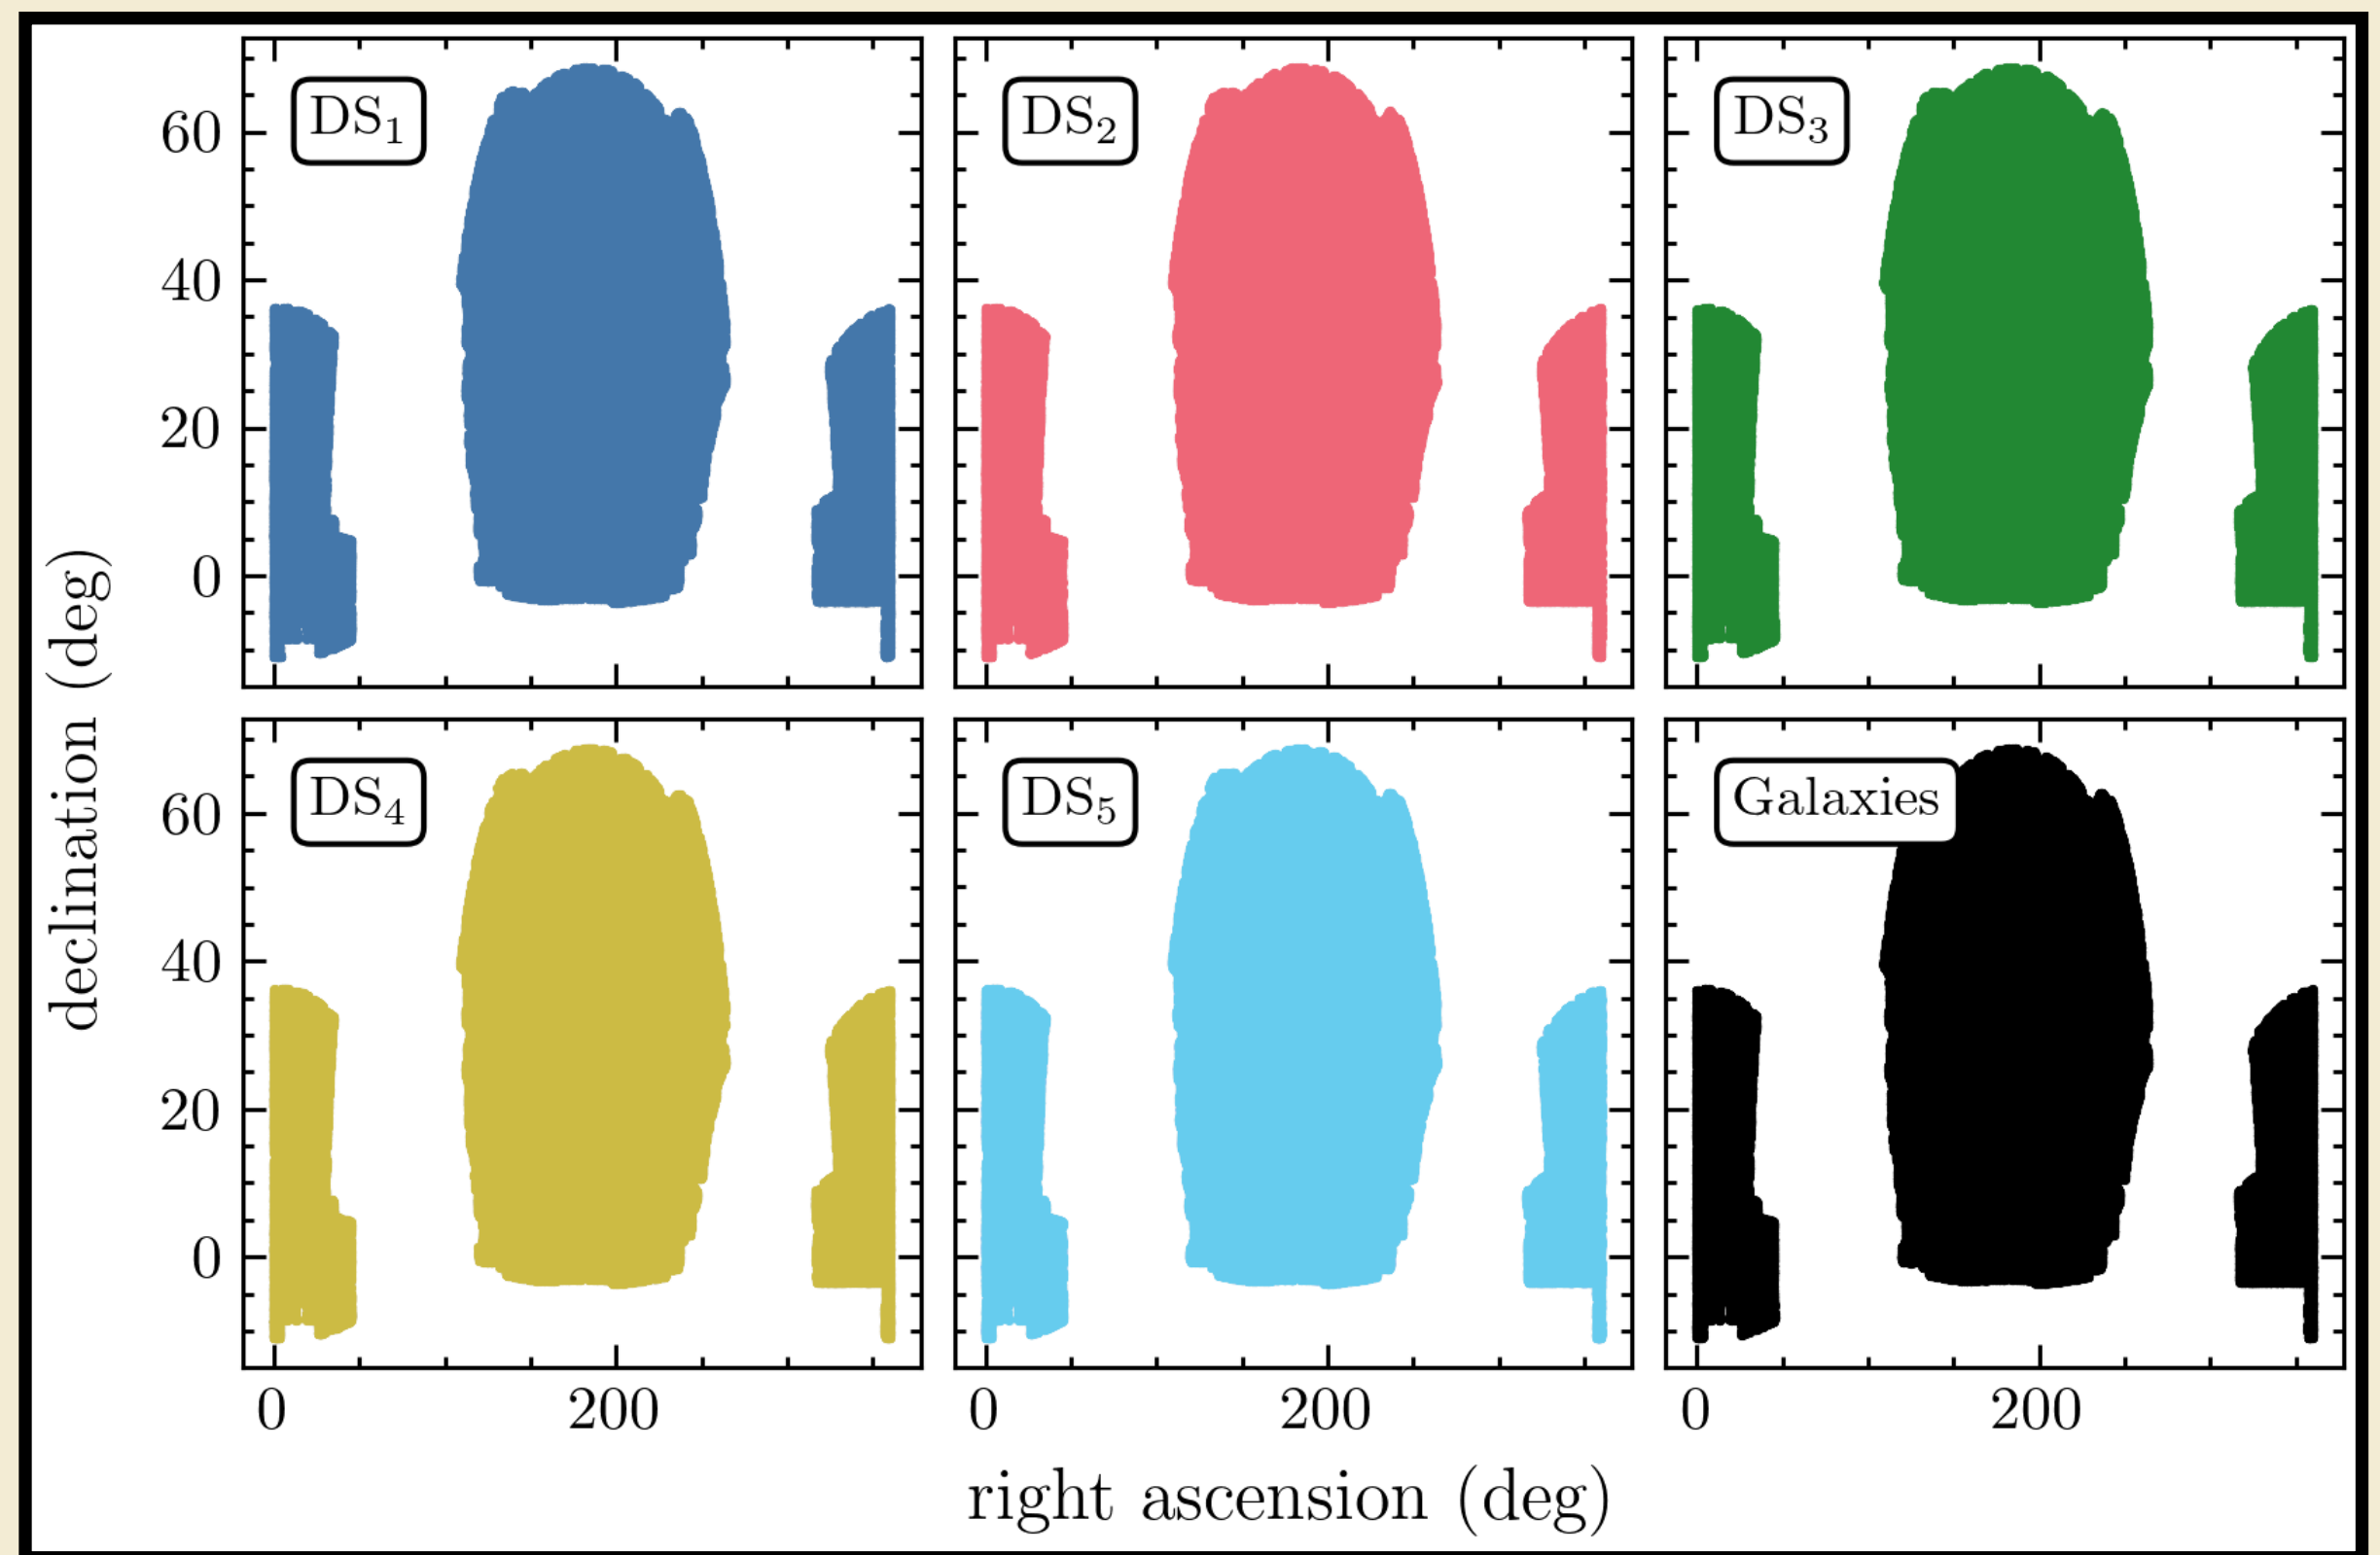 DS₁
DS₂
DS₃
60
40
20
0
declination (deg)
DS₄
DS₅
Galaxies
60
40
20
0
0
200
0
200
0
200
right ascension (deg)